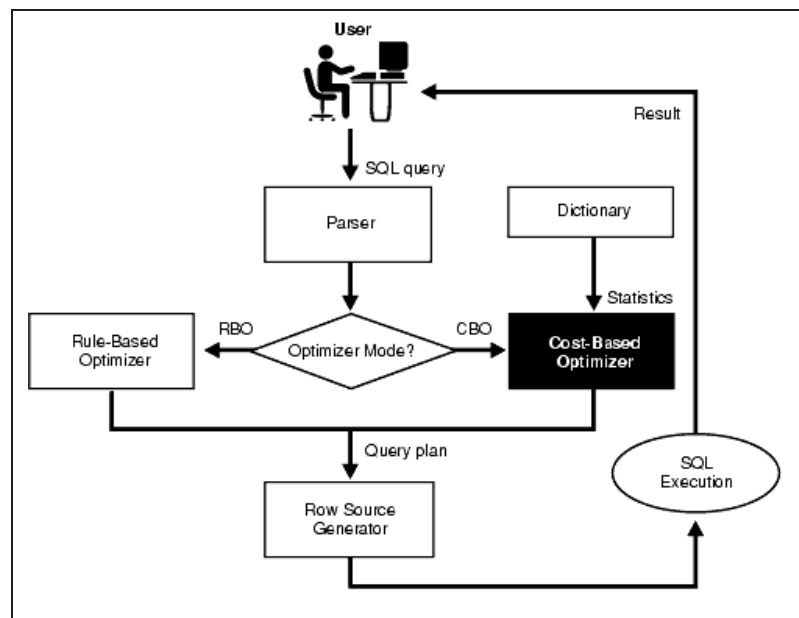 User
Result
SQL query
Parser
Dictionary
Statistics
RBO
CBO
Rule-Based
Optimizer
Optimizer Mode?
Cost-Based
Optimizer
Query plan
SQL
Execution
Row Source
Generator